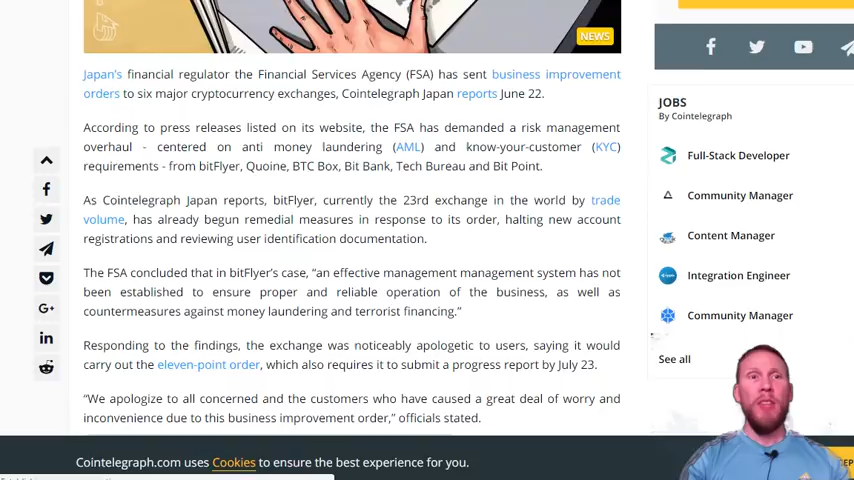 NEWS
Japan's financial regulator the Financial Services Agency (FSA) has sent business improvement
orders to six major cryptocurrency exchanges, Cointelegraph Japan reports June 22.
According to press releases listed on its website, the FSA has demanded a risk management
overhaul - centered on anti money laundering (AML) and know-your-customer (KYC)
requirements - from bitFlyer, Quoine, BTC Box, Bit Bank, Tech Bureau and Bit Point.
As Cointelegraph Japan reports, bitFlyer, currently the 23rd exchange in the world by trade
volume, has already begun remedial measures in response to its order, halting new account
registrations and reviewing user identification documentation.
The FSA concluded that in bitFlyer's case, “an effective management management system has not
been established to ensure proper and reliable operation of the business, as well as
countermeasures against money laundering and terrorist financing.”
Responding to the findings, the exchange was noticeably apologetic to users, saying it would
carry out the eleven-point order, which also requires it to submit a progress report by July 23.
“We apologize to all concerned and the customers who have caused a great deal of worry and
inconvenience due to this business improvement order,” officials stated.
JOBS
By Cointelegraph
Full-Stack Developer
Community Manager
Content Manager
Integration Engineer
Community Manager
See all
Cointelegraph.com uses Cookies to ensure the best experience for you.